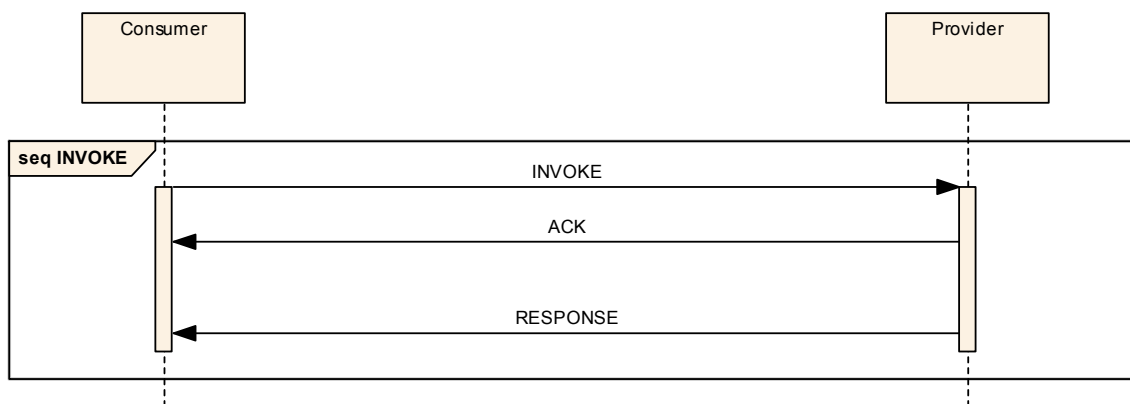 Consumer
Provider
seq INVOKE
INVOKE
ACK
RESPONSE